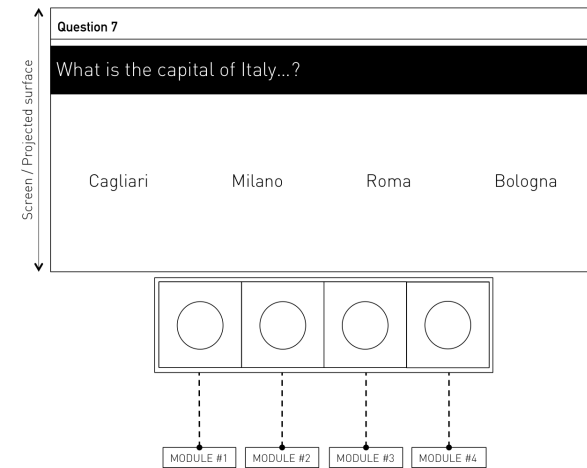 Question 7
What is the capital of Italy...?
Screen / Projected surface
Cagliari Milano Roma Bologna
MODULE #1 MODULE #2 MODULE #3 MODULE #4